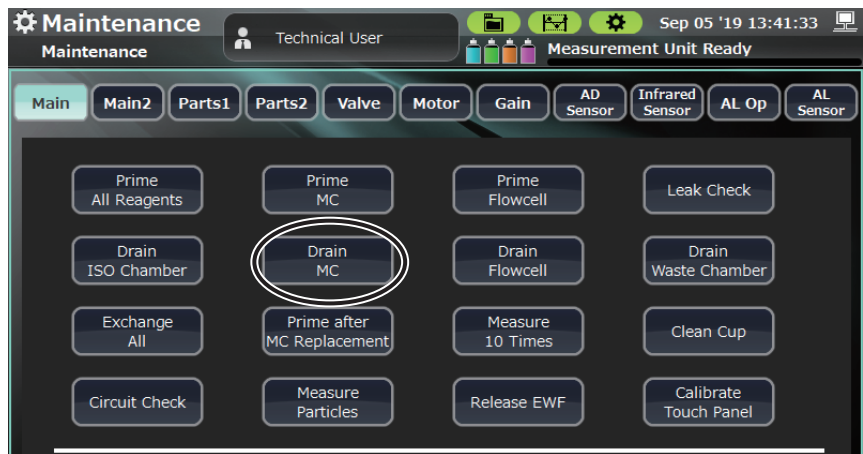 Maintenance
Technical User
Sep 05 '19 13:41:33
Maintenance
Measurement Unit Ready
Main
Main2
Parts1
Parts2
Valve
Motor
Gain
AD
Sensor
Infrared
Sensor
AL Op
AL
Sensor
Prime
All Reagents
Prime
MC
Prime
Flowcell
Leak Check
Drain
ISO Chamber
Drain
MC
Drain
Flowcell
Drain
Waste Chamber
Exchange
All
Prime after
MC Replacement
Measure
10 Times
Clean Cup
Circuit Check
Measure
Particles
Release EWF
Calibrate
Touch Panel